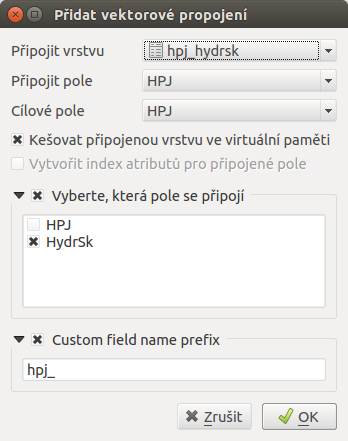 Přidat vektorové propojení
Připojit vrstvu hpj_hydrsk
Připojit pole HPJ
Cílové pole HPJ
Kešovat připojenou vrstvu ve virtuální paměti
Vytvořit index atributů pro připojené pole
Vyberte, která pole se připojí
HPJ
HydrSk
Custom field name prefix
hpj_
Zrušit OK